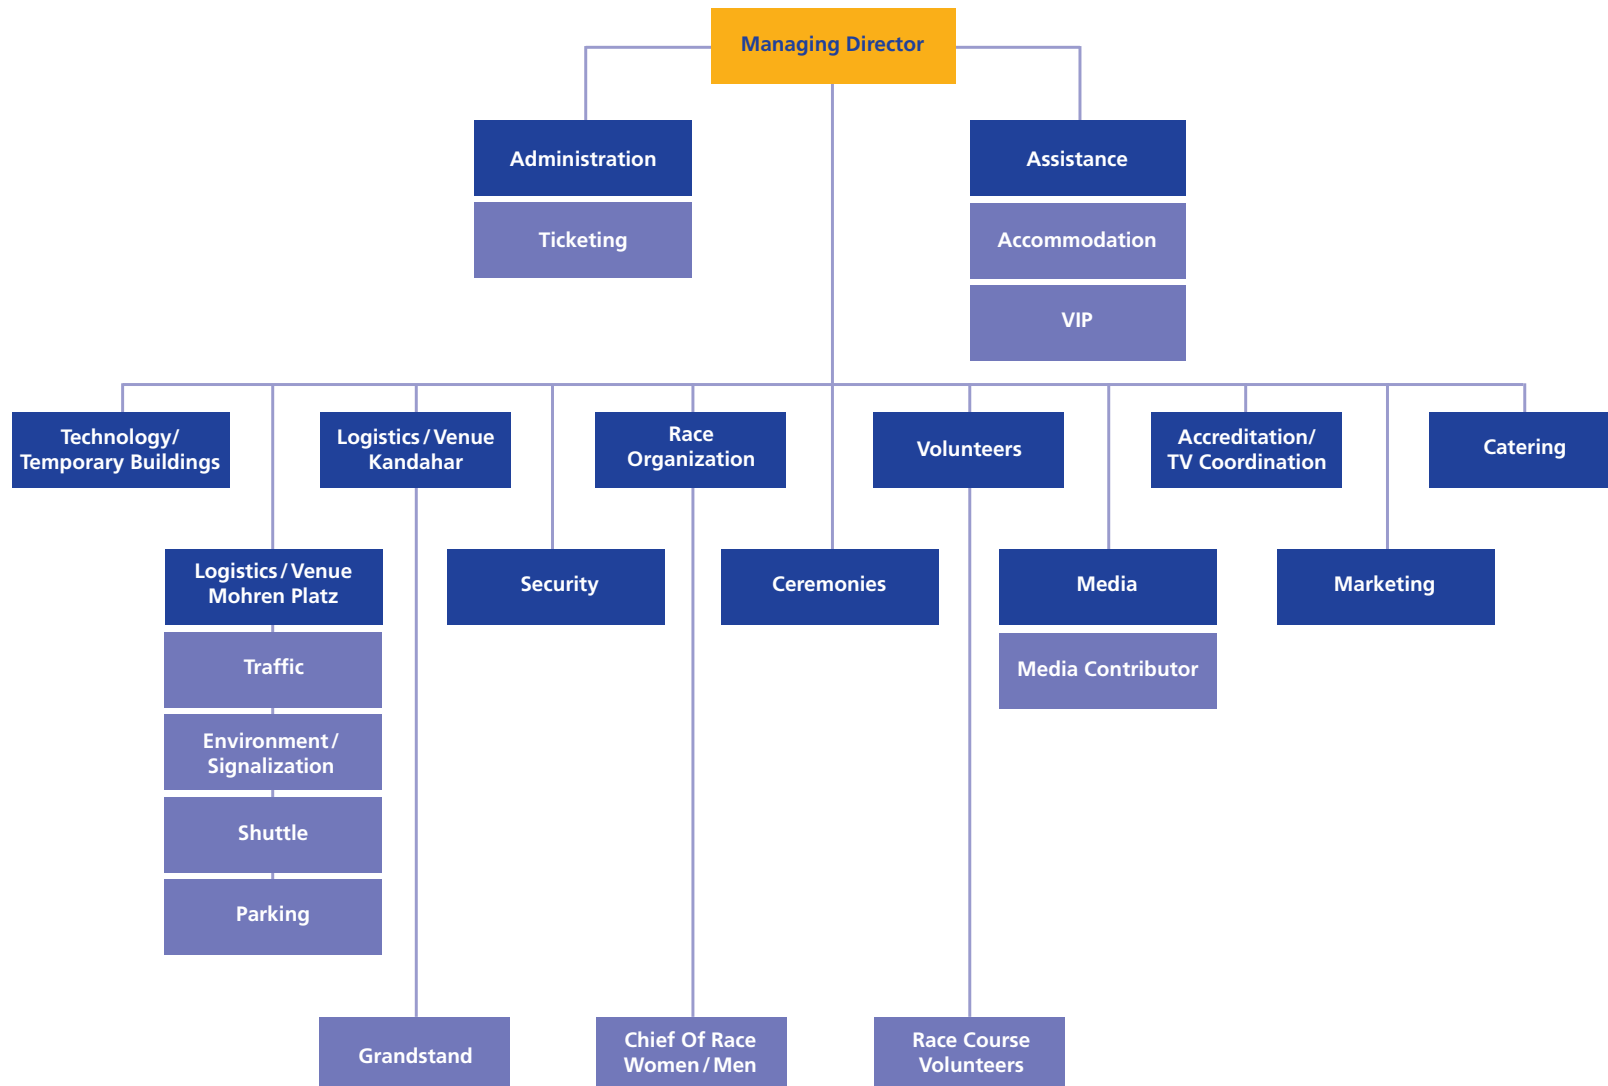 Managing Director
Administration
Assistance
Ticketing
Accommodation
VIP
Technology/
Temporary Buildings
Logistics/Venue
Kandahar
Race
Organization
Volunteers
Accreditation/
TV Coordination
Catering
Logistics/Venue
Mohren Platz
Security
Ceremonies
Media
Marketing
Traffic
Media Contributor
Environment/
Signalization
Shuttle
Parking
Grandstand
Chief Of Race
Women/Men
Race Course
Volunteers